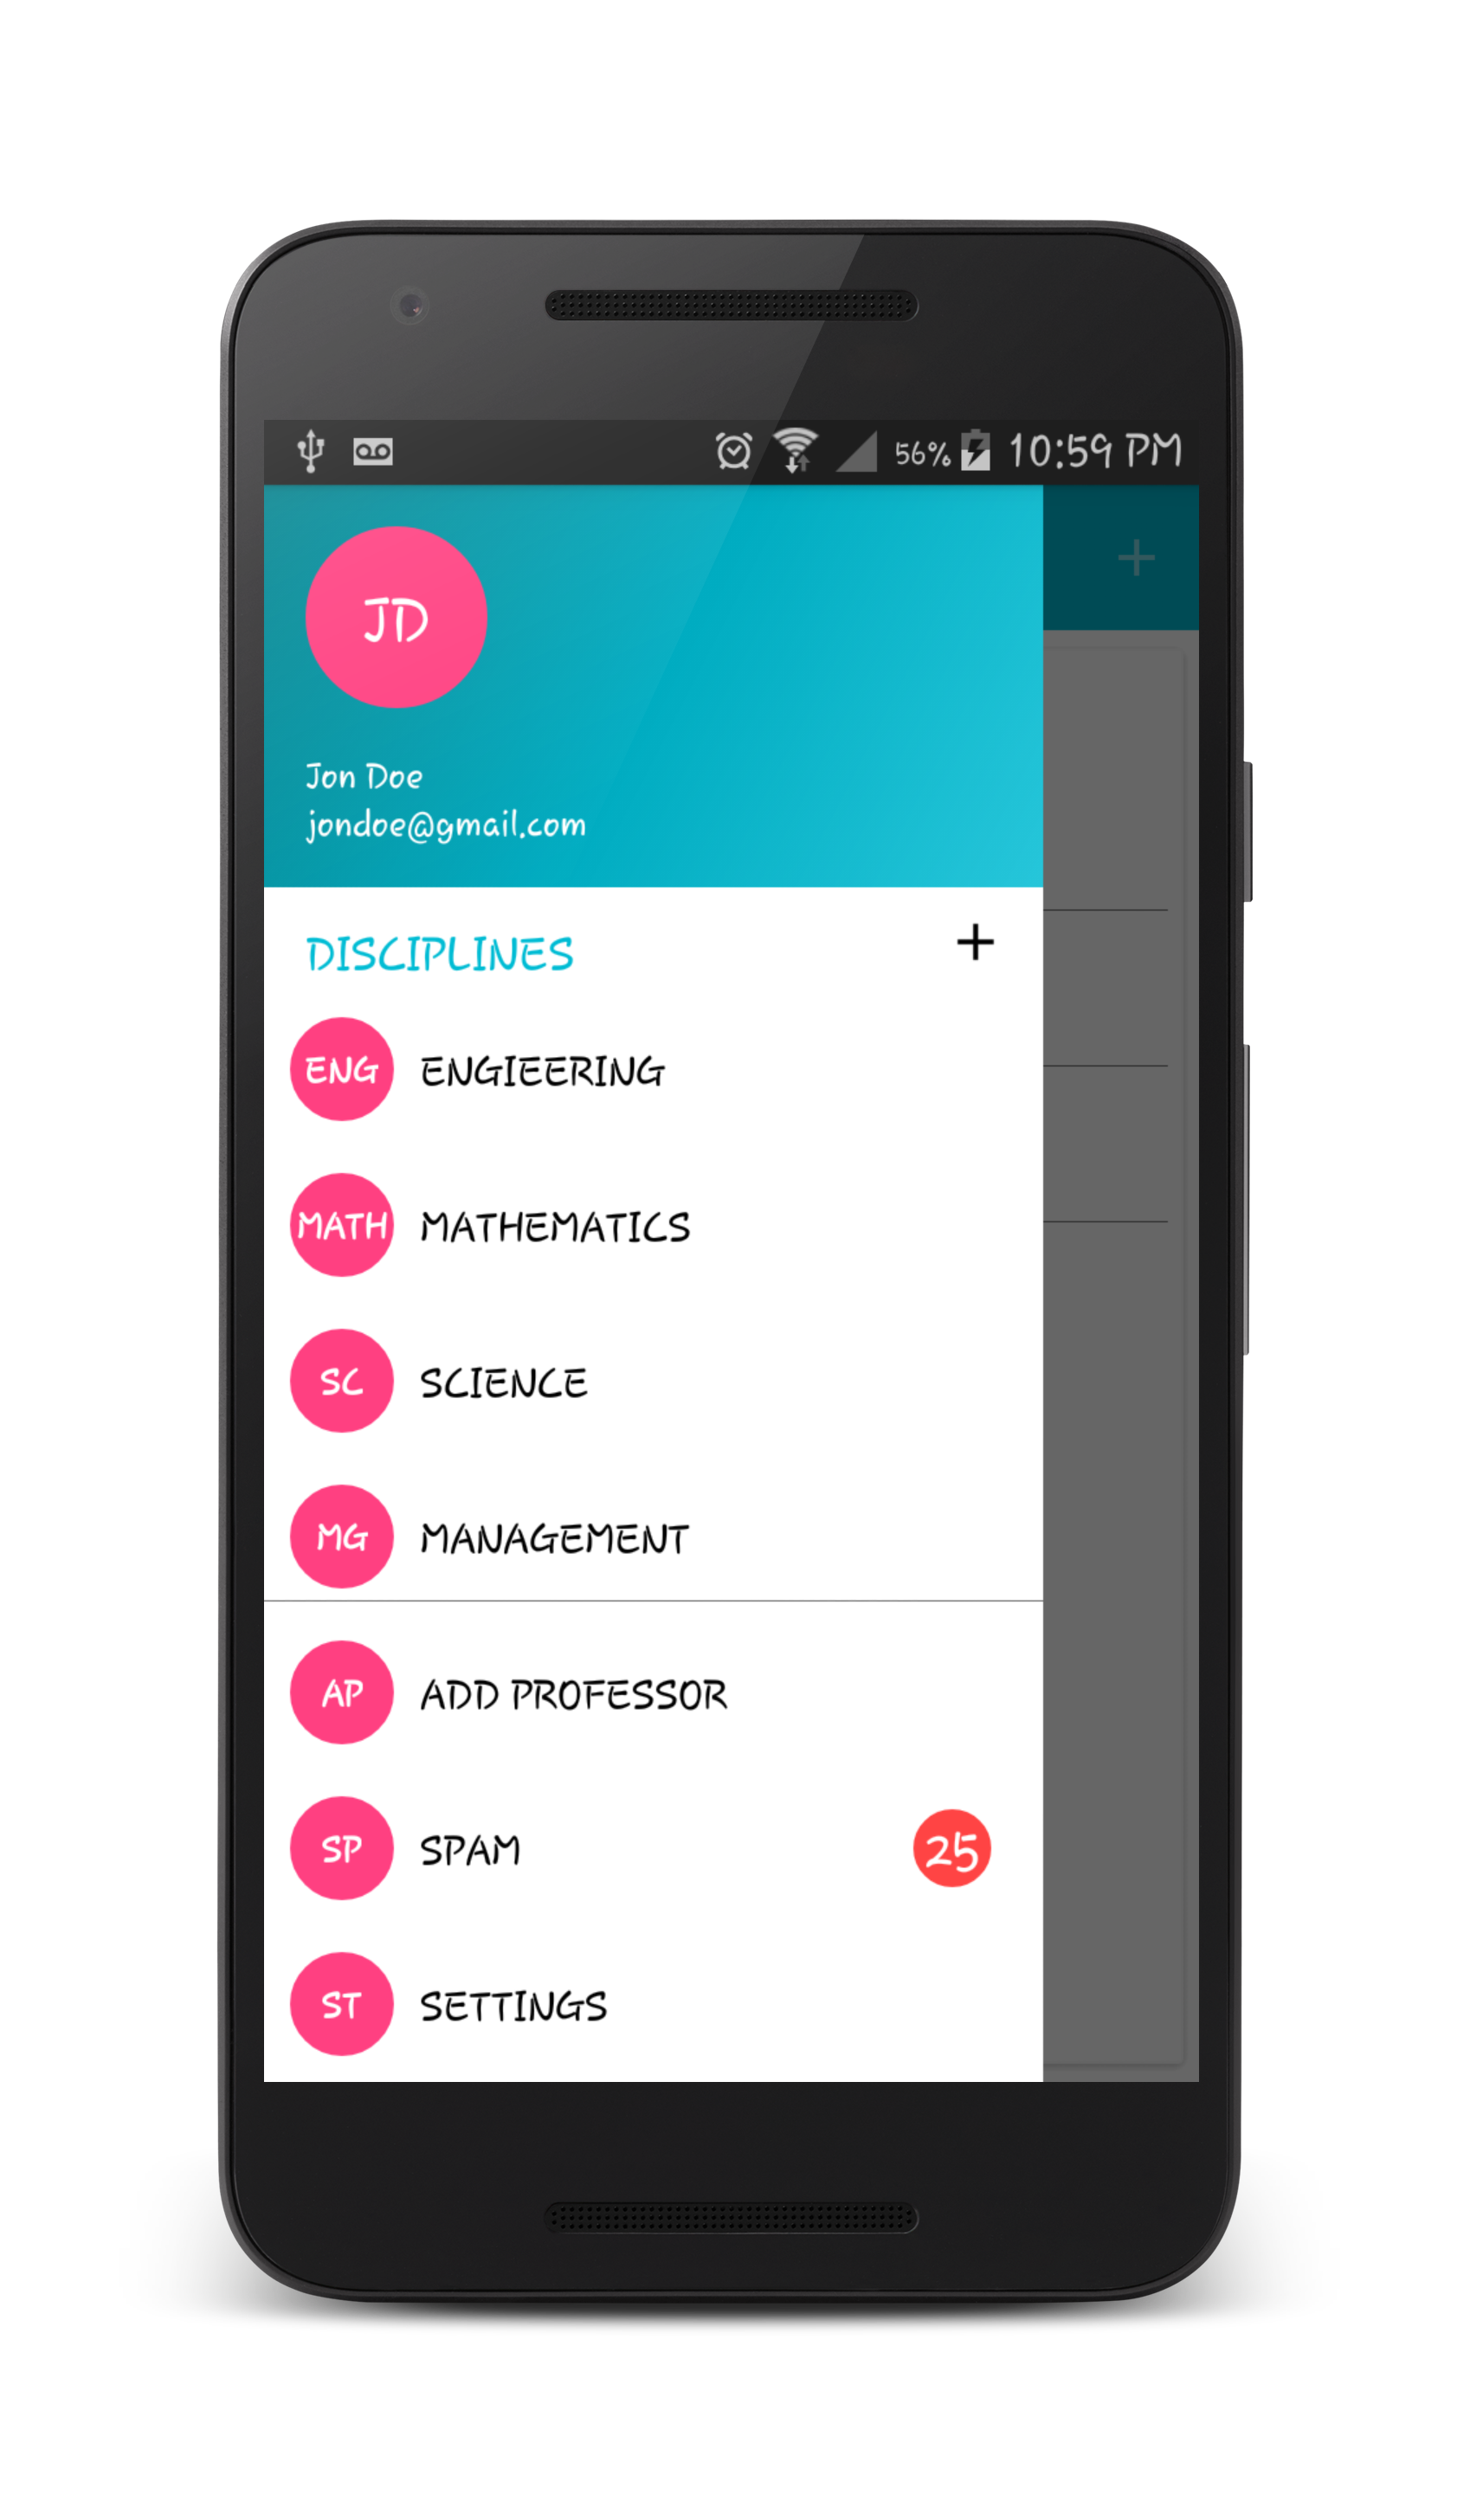 56% 10:59 PM
JD
Jon Doe
jondoe@gmail.com
DISCIPLINES +
ENG ENGIEERING
MATH MATHEMATICS
SC SCIENCE
MG MANAGEMENT
AP ADD PROFESSOR
SP SPAM 25
ST SETTINGS